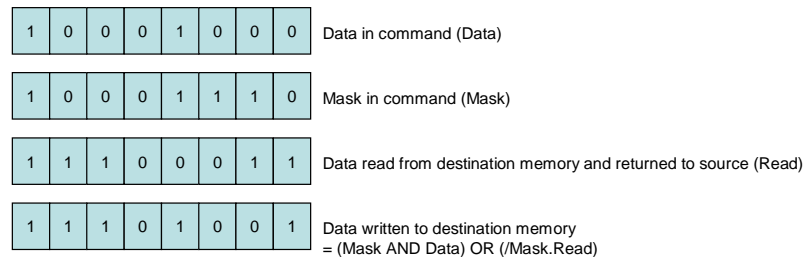 1 0 0 0 1 0 0 0 Data in command (Data)
1 0 0 0 1 1 1 0 Mask in command (Mask)
1 1 1 0 0 0 1 1 Data read from destination memory and returned to source (Read)
1 1 1 0 1 0 0 1 Data written to destination memory
= (Mask AND Data) OR (/Mask.Read)